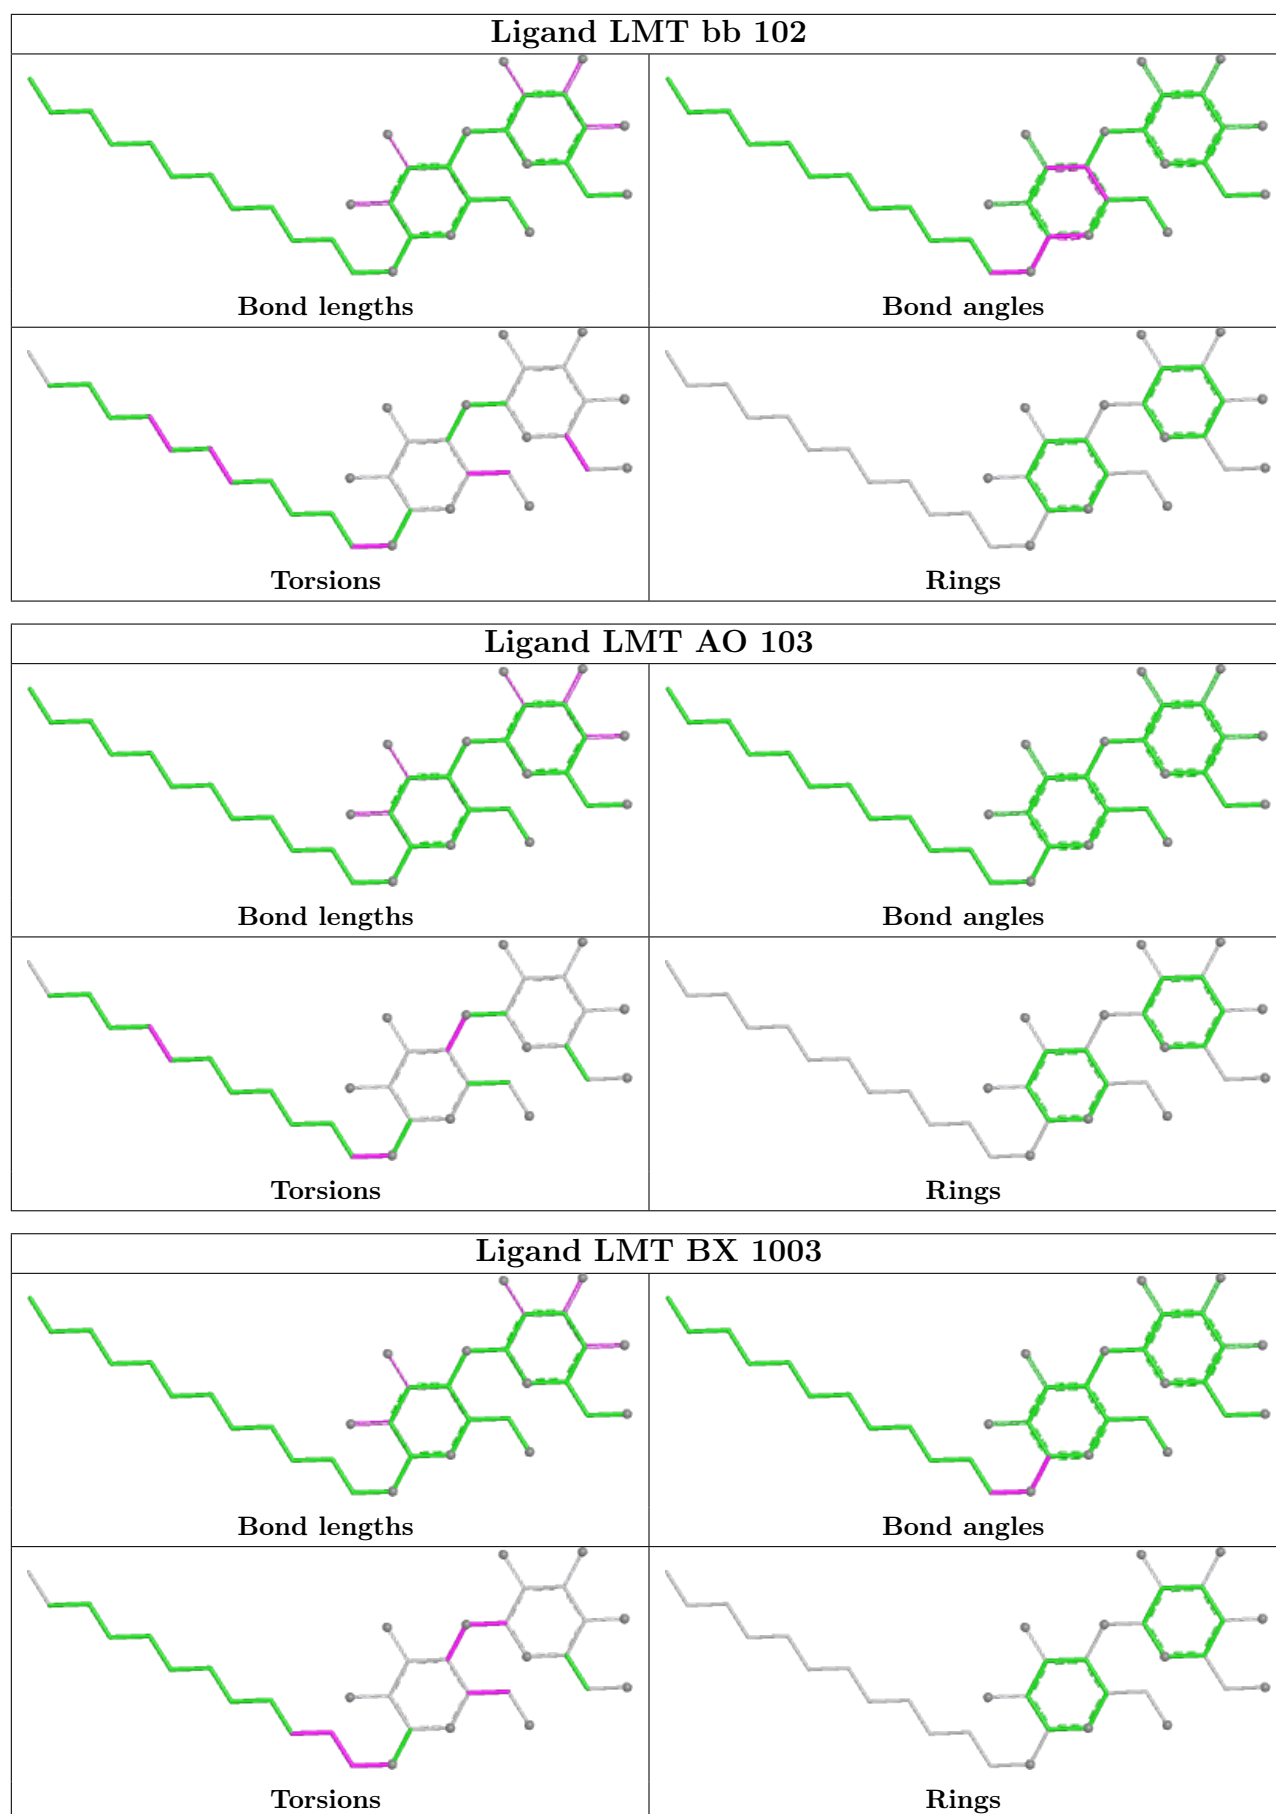 Ligand LMT bb 102
Bond lengths
Bond angles
Torsions
Rings
Ligand LMT AO 103
Bond lengths
Bond angles
Torsions
Rings
Ligand LMT BX 1003
Bond lengths
Bond angles
Torsions
Rings